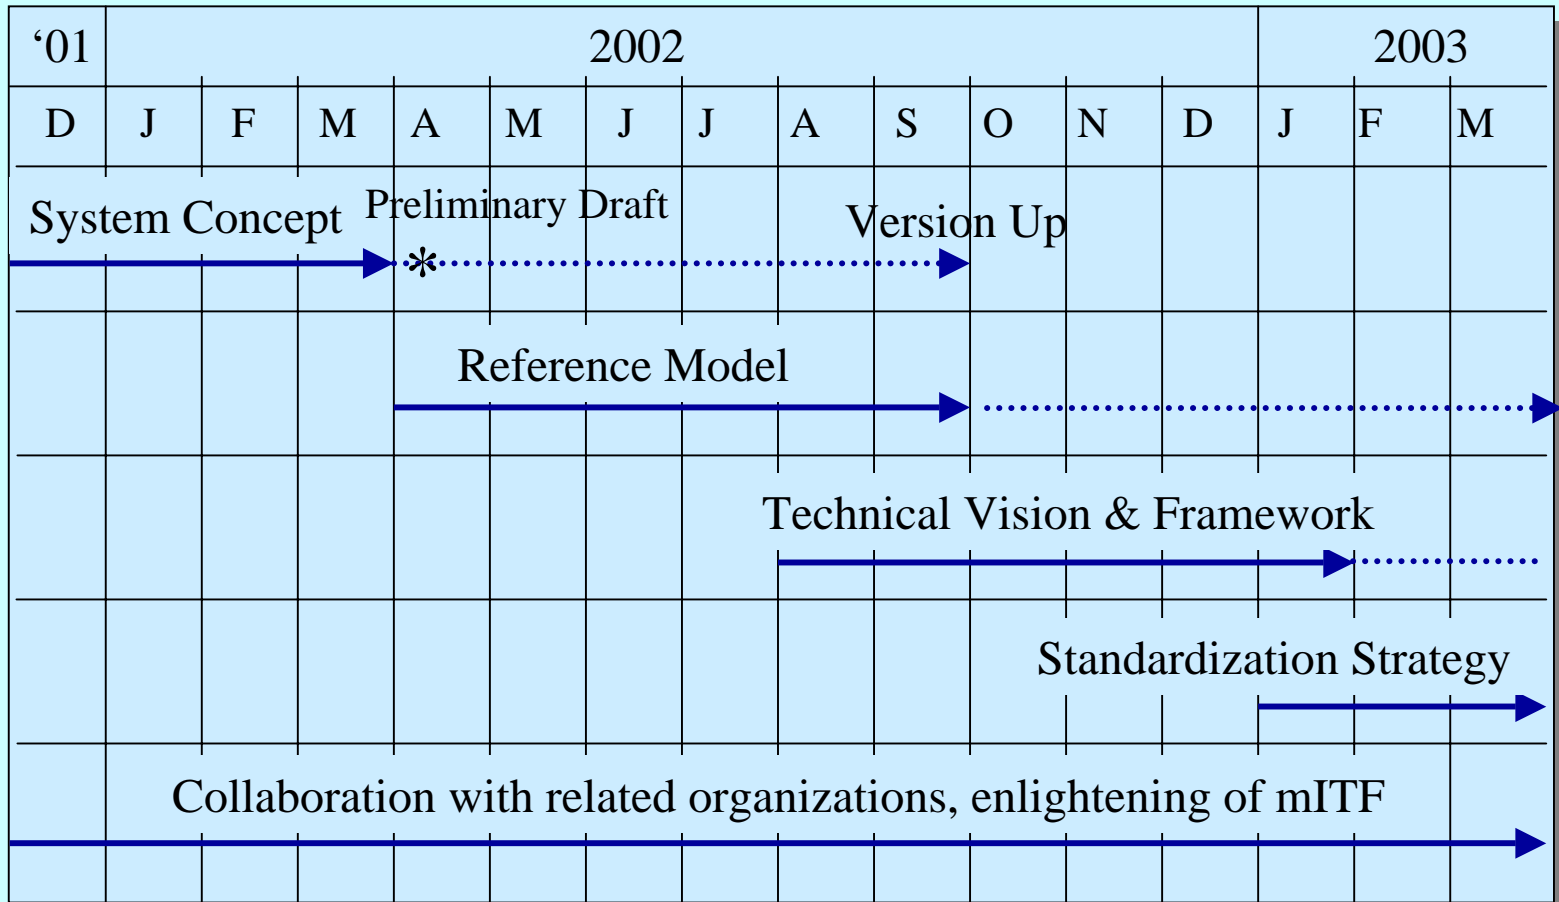 ‘01 2002 2003
D J F M A M J J A S O N D J F M
System Concept Preliminary Draft Version Up
*
Reference Model
Technical Vision & Framework
Standardization Strategy
Collaboration with related organizations, enlightening of mITF